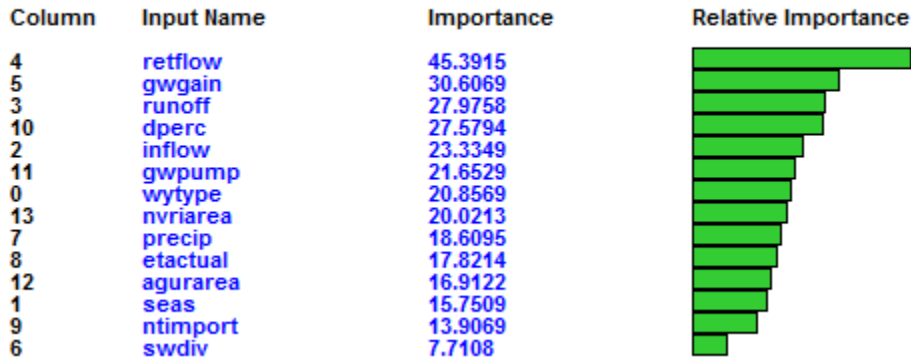 Column Input Name Importance Relative Importance
4 retflow 45.3915
5 gwgain 30.6069
3 runoff 27.9758
10 dperc 27.5794
2 inflow 23.3349
11 gwpump 21.6529
0 wytype 20.8569
13 nvriarea 20.0213
7 precip 18.6095
8 etactual 17.8214
12 agurarea 16.9122
1 seas 15.7509
9 ntimport 13.9069
6 swdiv 7.7108